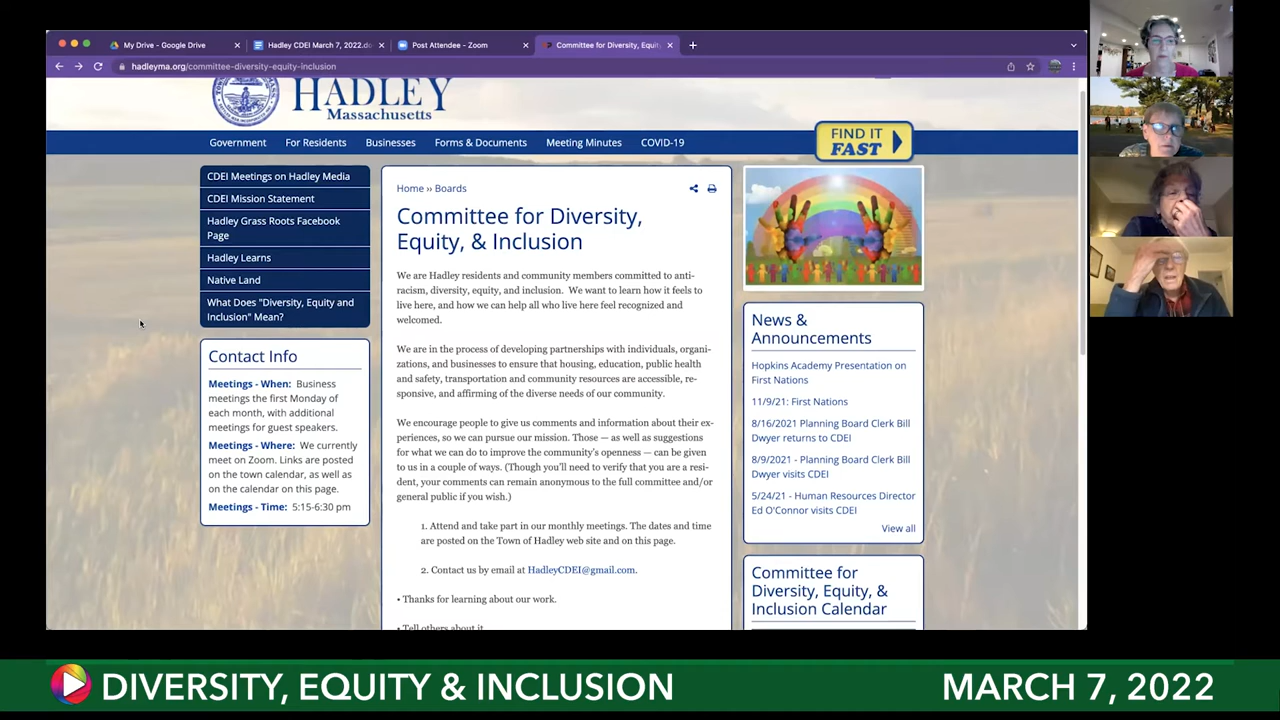 My Drive - Google Drive
Hadley CDEI March 7, 2022.do
Post Attendee - Zoom
Committee for Diversity, Equity,
hadleyma.org/committee-diversity-equity-inclusion
HADLEY
Massachusetts
FIND IT
FAST
Government
For Residents
Businesses
Forms & Documents
Meeting Minutes
COVID-19
CDEI Meetings on Hadley Media
CDEI Mission Statement
Hadley Grass Roots Facebook
Page
Hadley Learns
Native Land
What Does "Diversity, Equity and
Inclusion" Mean?
Contact Info
Meetings - When: Business
meetings the first Monday of
each month, with additional
meetings for guest speakers.
Meetings - Where: We currently
meet on Zoom. Links are posted
on the town calendar, as well as
on the calendar on this page.
Meetings - Time: 5:15-6:30 pm
Home ›› Boards
Committee for Diversity,
Equity, & Inclusion
We are Hadley residents and community members committed to anti-
racism, diversity, equity, and inclusion. We want to learn how it feels to
live here, and how we can help all who live here feel recognized and
welcomed.
We are in the process of developing partnerships with individuals, organi-
zations, and businesses to ensure that housing, education, public health
and safety, transportation and community resources are accessible, re-
sponsive, and affirming of the diverse needs of our community.
We encourage people to give us comments and information about their ex-
periences, so we can pursue our mission. Those — as well as suggestions
for what we can do to improve the community's openness — can be given
to us in a couple of ways. (Though you'll need to verify that you are a resi-
dent, your comments can remain anonymous to the full committee and/or
general public if you wish.)
1. Attend and take part in our monthly meetings. The dates and time
are posted on the Town of Hadley web site and on this page.
2. Contact us by email at HadleyCDEI@gmail.com.
• Thanks for learning about our work.
• Tell others about it.
News &
Announcements
Hopkins Academy Presentation on
First Nations
11/9/21: First Nations
8/16/2021 Planning Board Clerk Bill
Dwyer returns to CDEI
8/9/2021 - Planning Board Clerk Bill
Dwyer visits CDEI
5/24/21 - Human Resources Director
Ed O'Connor visits CDEI
View all
Committee for
Diversity, Equity, &
Inclusion Calendar
DIVERSITY, EQUITY & INCLUSION
MARCH 7, 2022